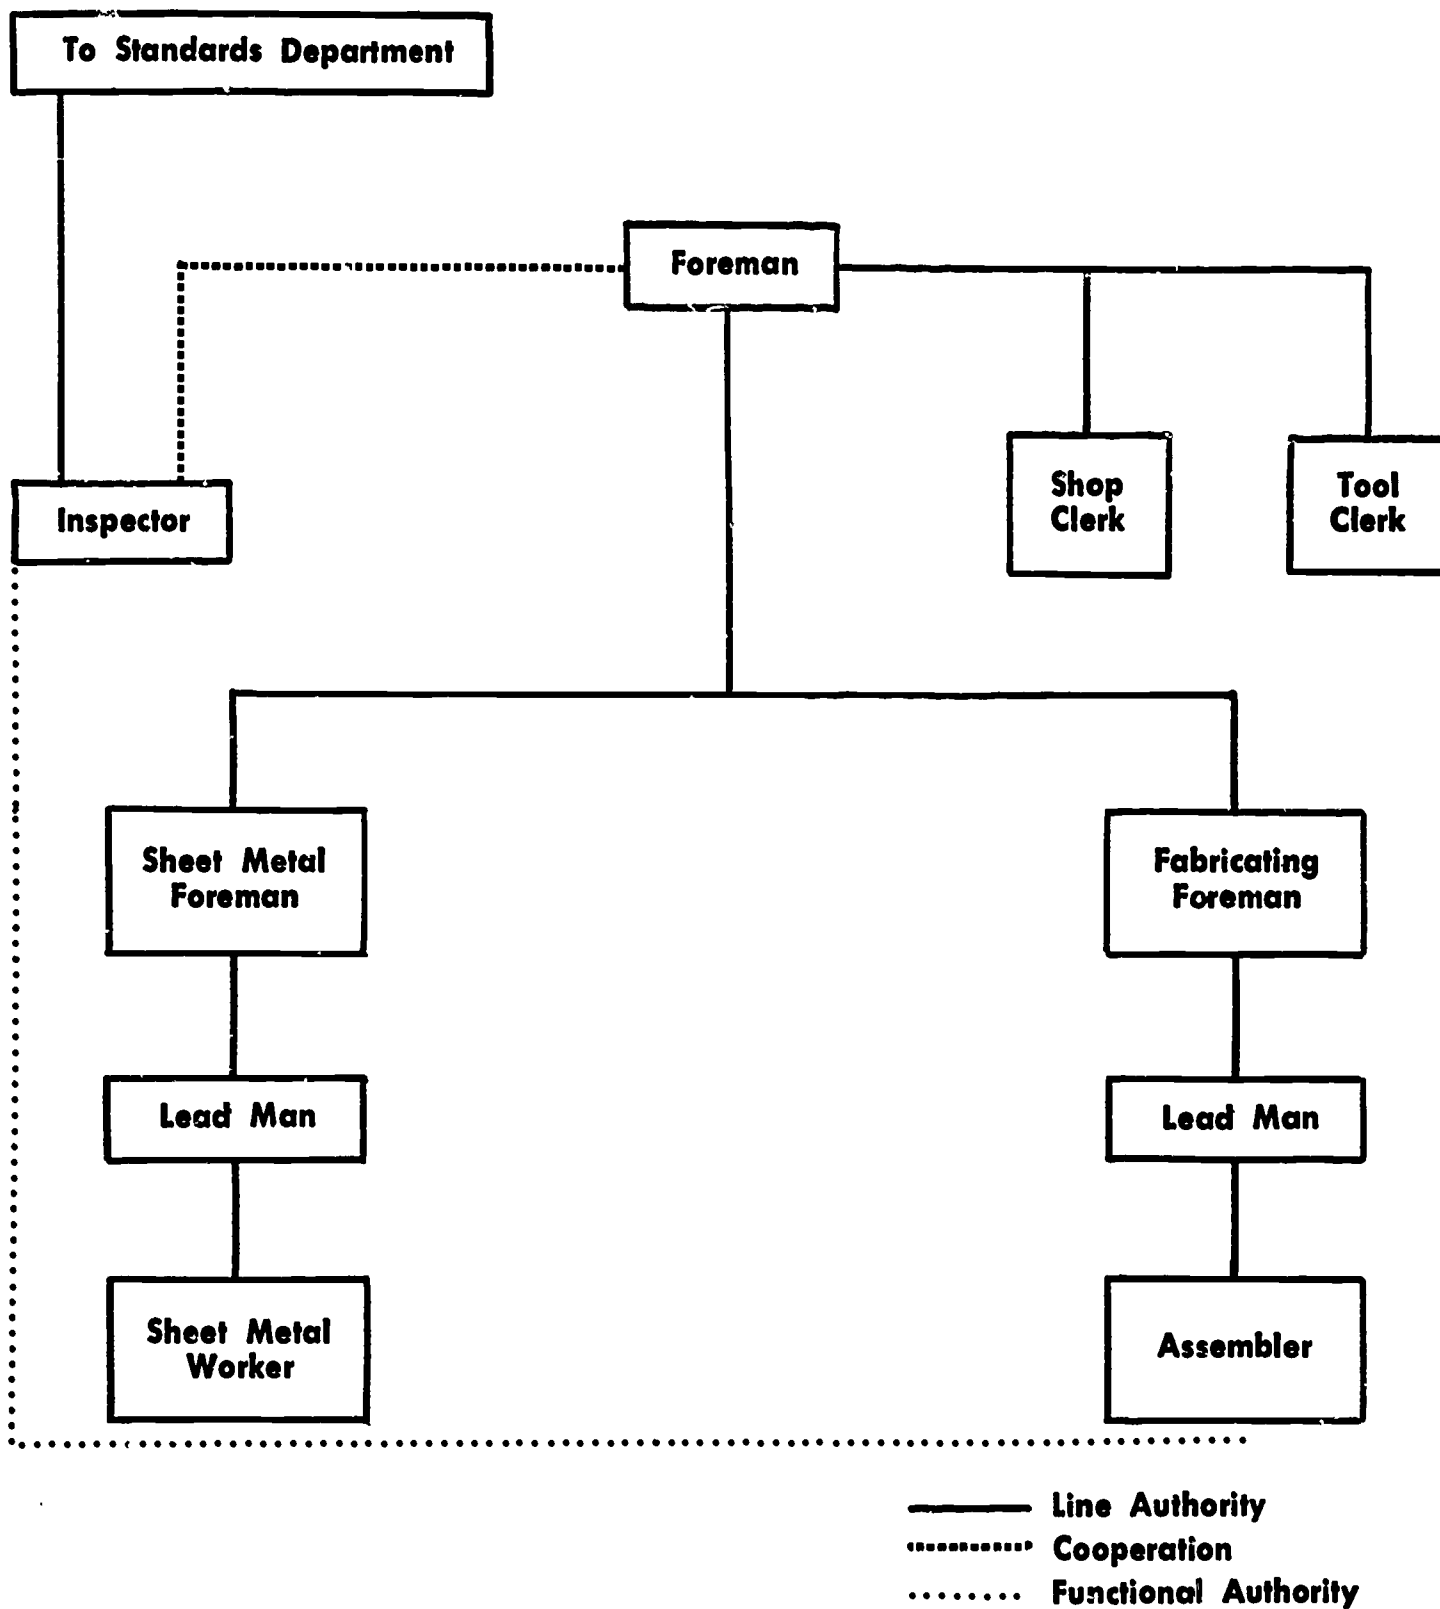 To Standards Department
Foreman
Inspector
Shop
Clerk
Tool
Clerk
Sheet Metal
Foreman
Fabricating
Foreman
Lead Man
Lead Man
Sheet Metal
Worker
Assembler
Line Authority
Cooperation
Functional Authority